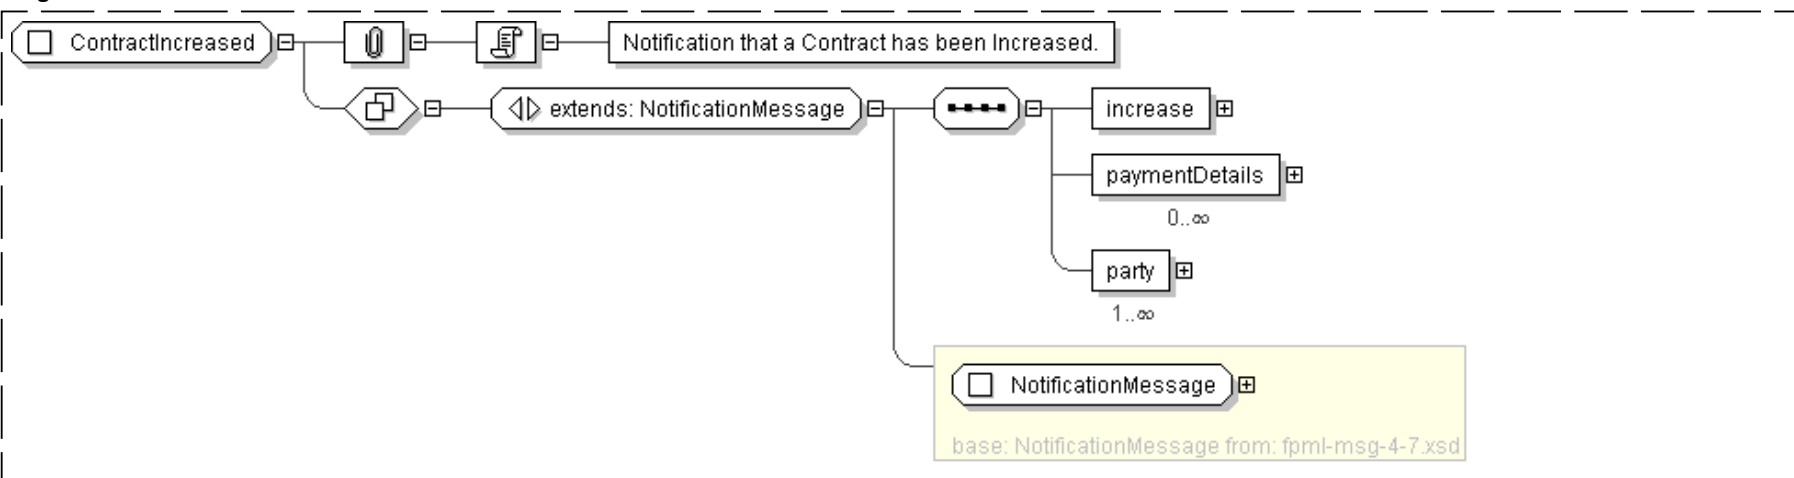 ContractIncreased
Notification that a Contract has been Increased.
extends: NotificationMessage
increase
paymentDetails
0..∞
party
1..∞
NotificationMessage
base: NotificationMessage from: fpml-msg-4-7.xsd